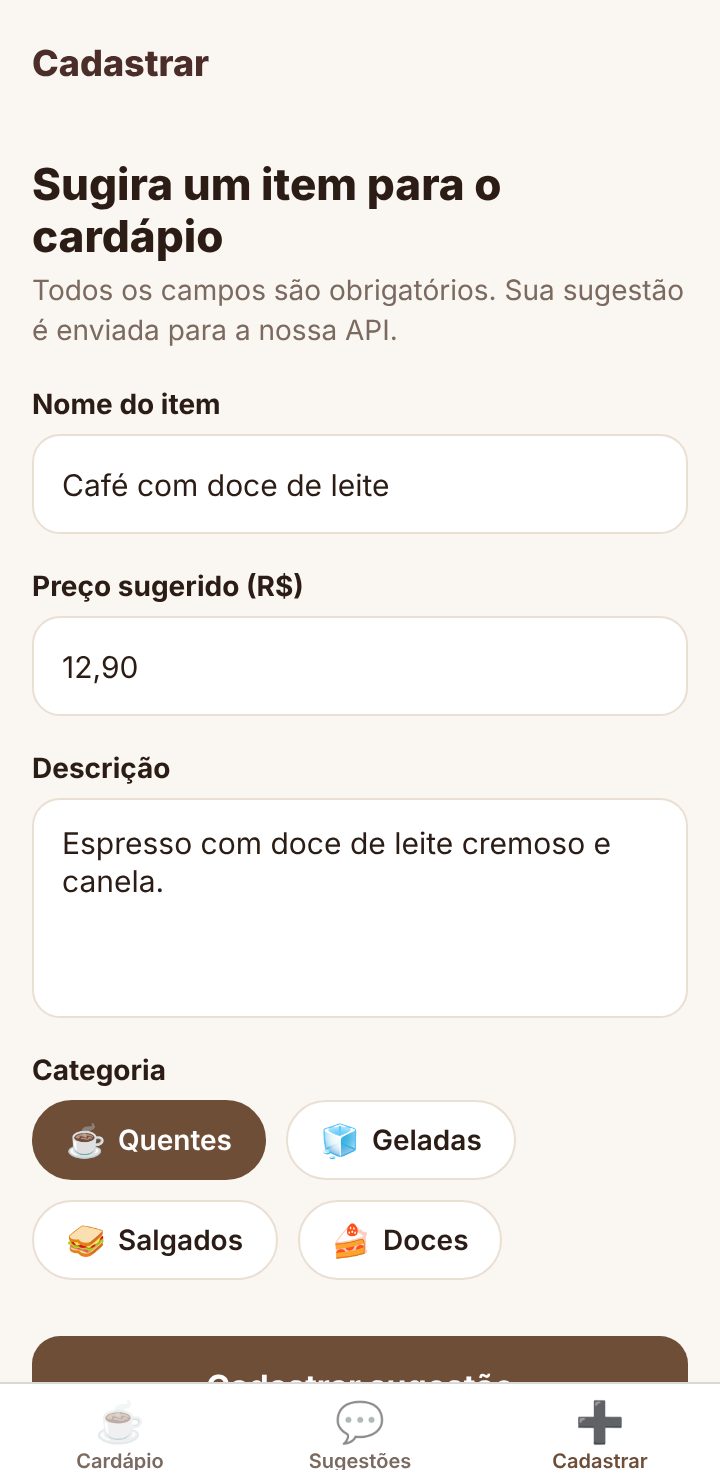 Cadastrar
Sugira um item para o
cardápio
Todos os campos são obrigatórios. Sua sugestão
é enviada para a nossa API.
Nome do item
Café com doce de leite
Preço sugerido (R$)
12,90
Descrição
Espresso com doce de leite cremoso e
canela.
Categoria
Quentes
Geladas
Salgados
Doces
Cadastrar sugestão
Cardápio
Sugestões
Cadastrar